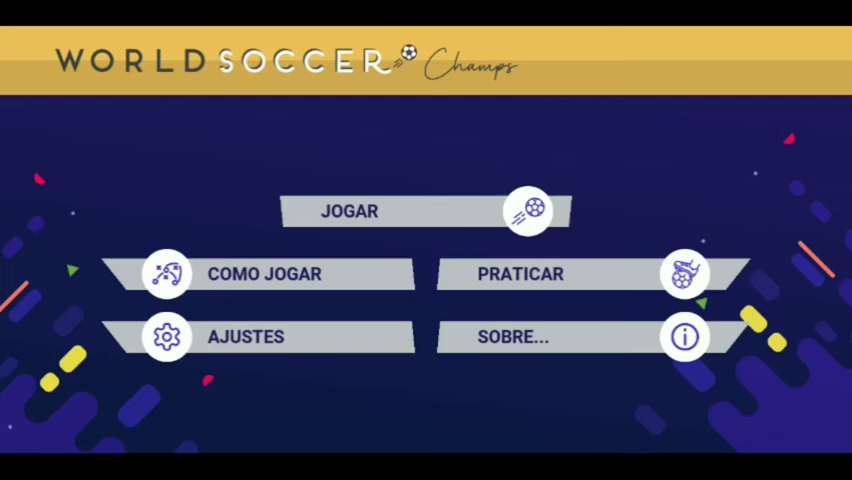 WORLD SOCCER Champs
JOGAR
COMO JOGAR
PRATICAR
AJUSTES
SOBRE...